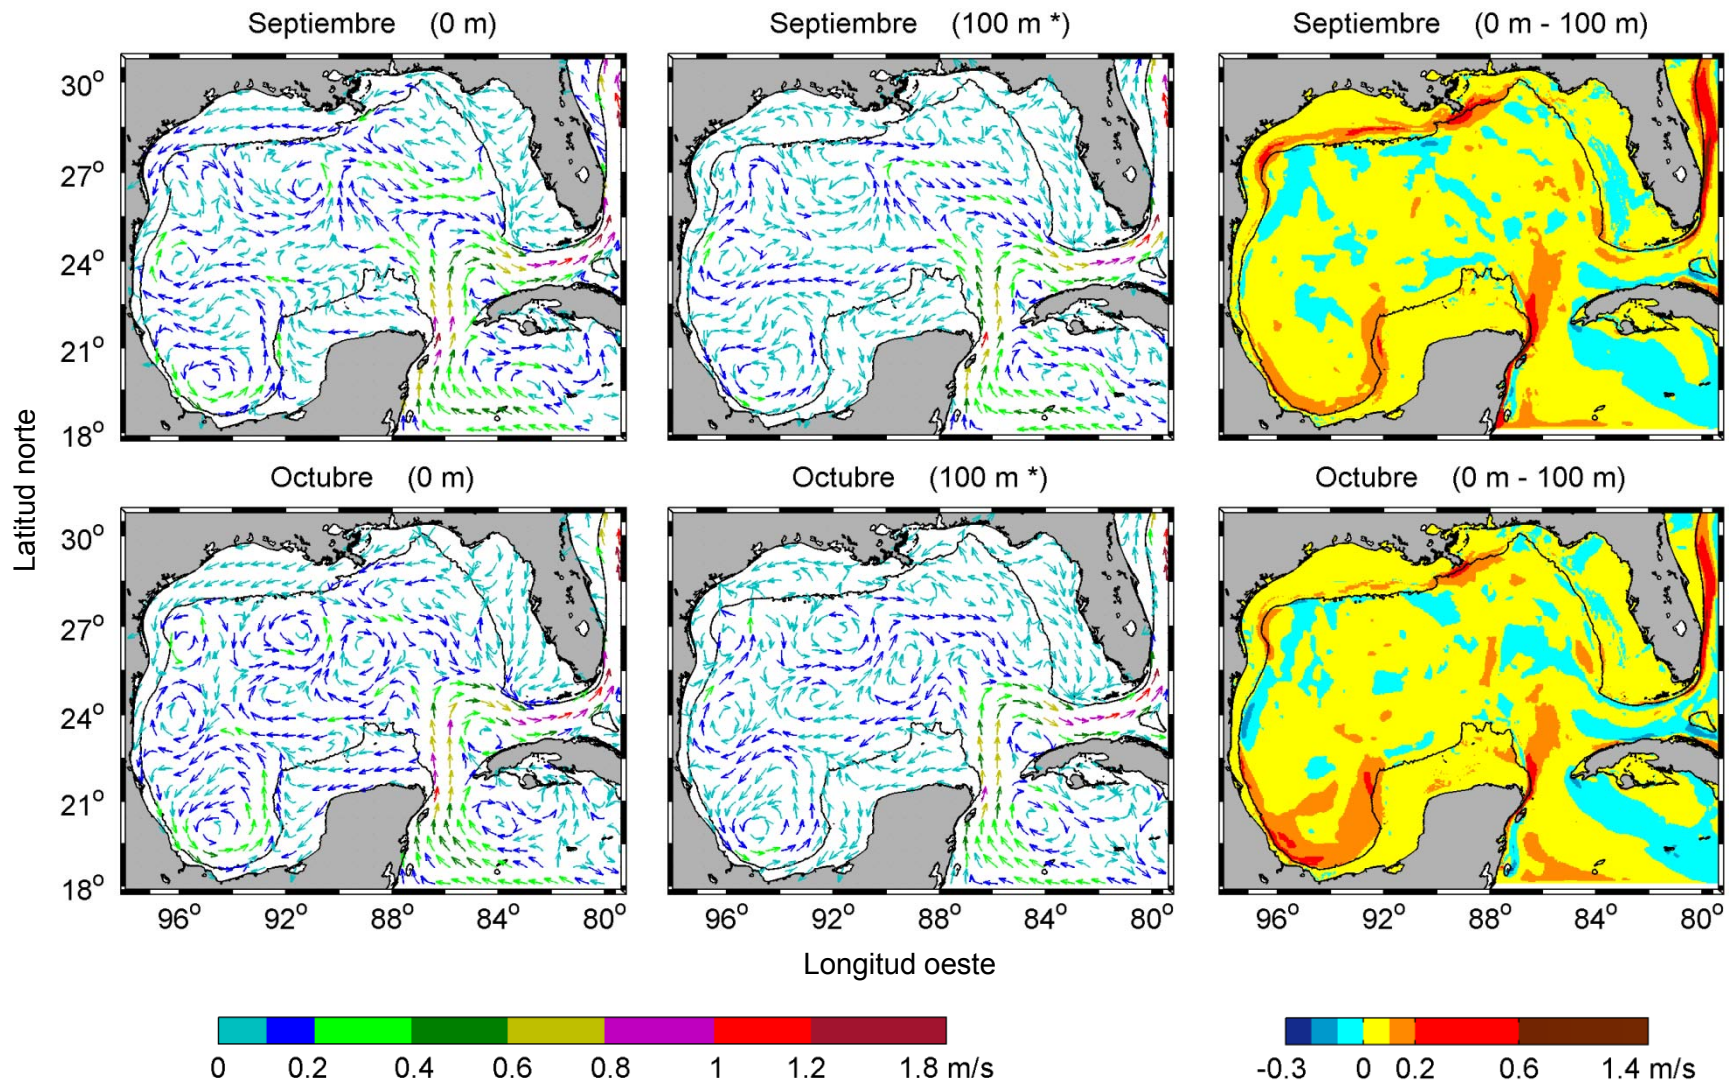 Septiembre (0 m)
Septiembre (100 m *)
Septiembre (0 m - 100 m)
30° 27° 24° 21° 18°
Octubre (0 m)
Octubre (100 m *)
Octubre (0 m - 100 m)
Latitud norte
30° 27° 24° 21° 18°
96° 92° 88° 84° 80°
96° 92° 88° 84° 80°
96° 92° 88° 84° 80°
Longitud oeste
0 0.2 0.4 0.6 0.8 1 1.2 1.8 m/s
-0.3 0 0.2 0.6 1.4 m/s